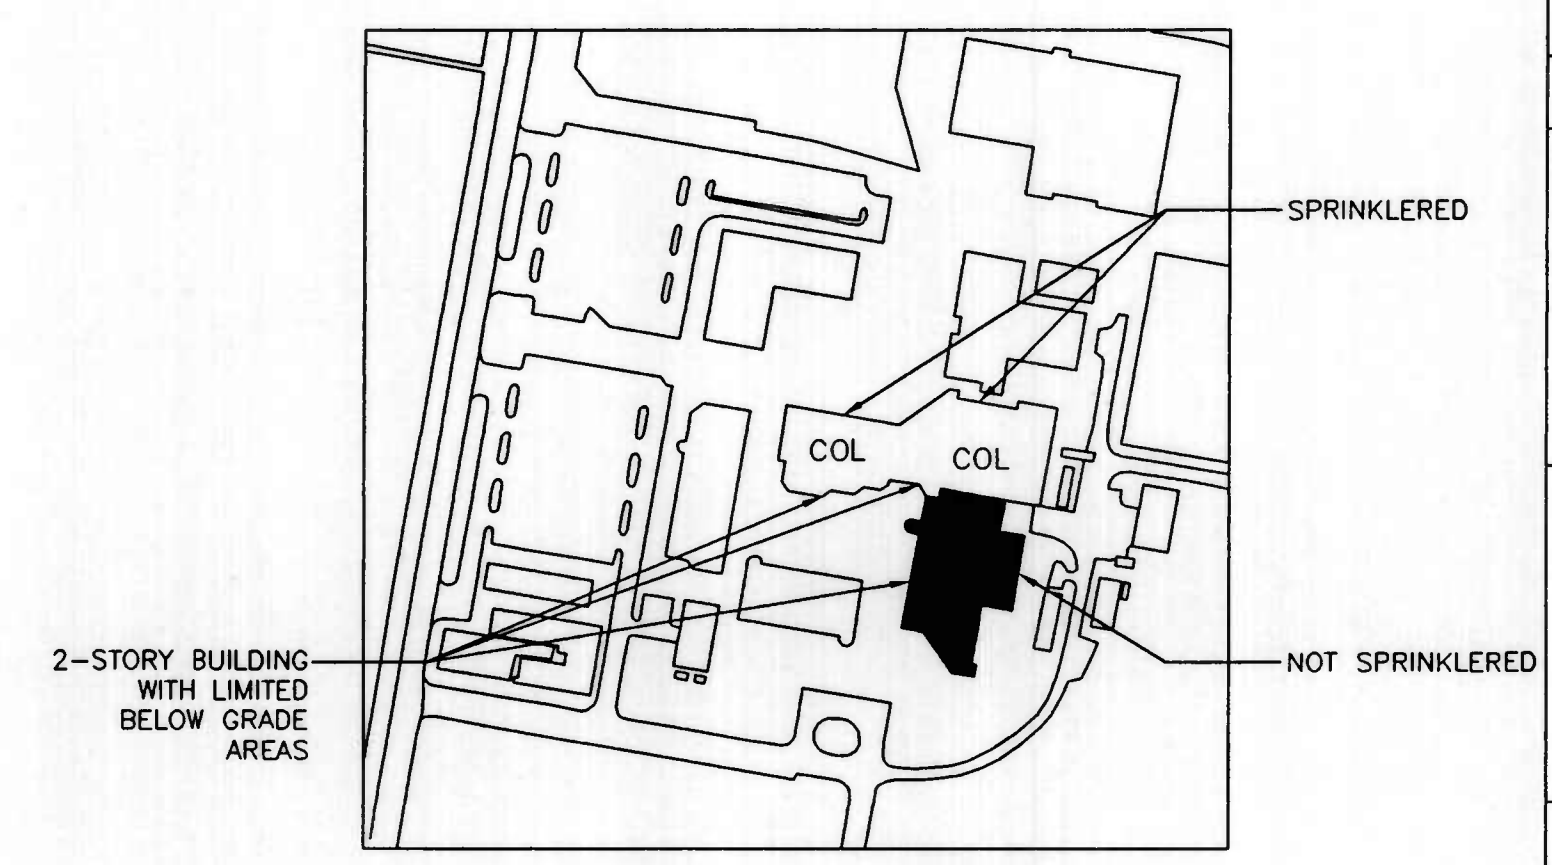 SPRINKLERED
COL
COL
2-STORY BUILDING
WITH LIMITED
BELOW GRADE
AREAS
NOT SPRINKLERED